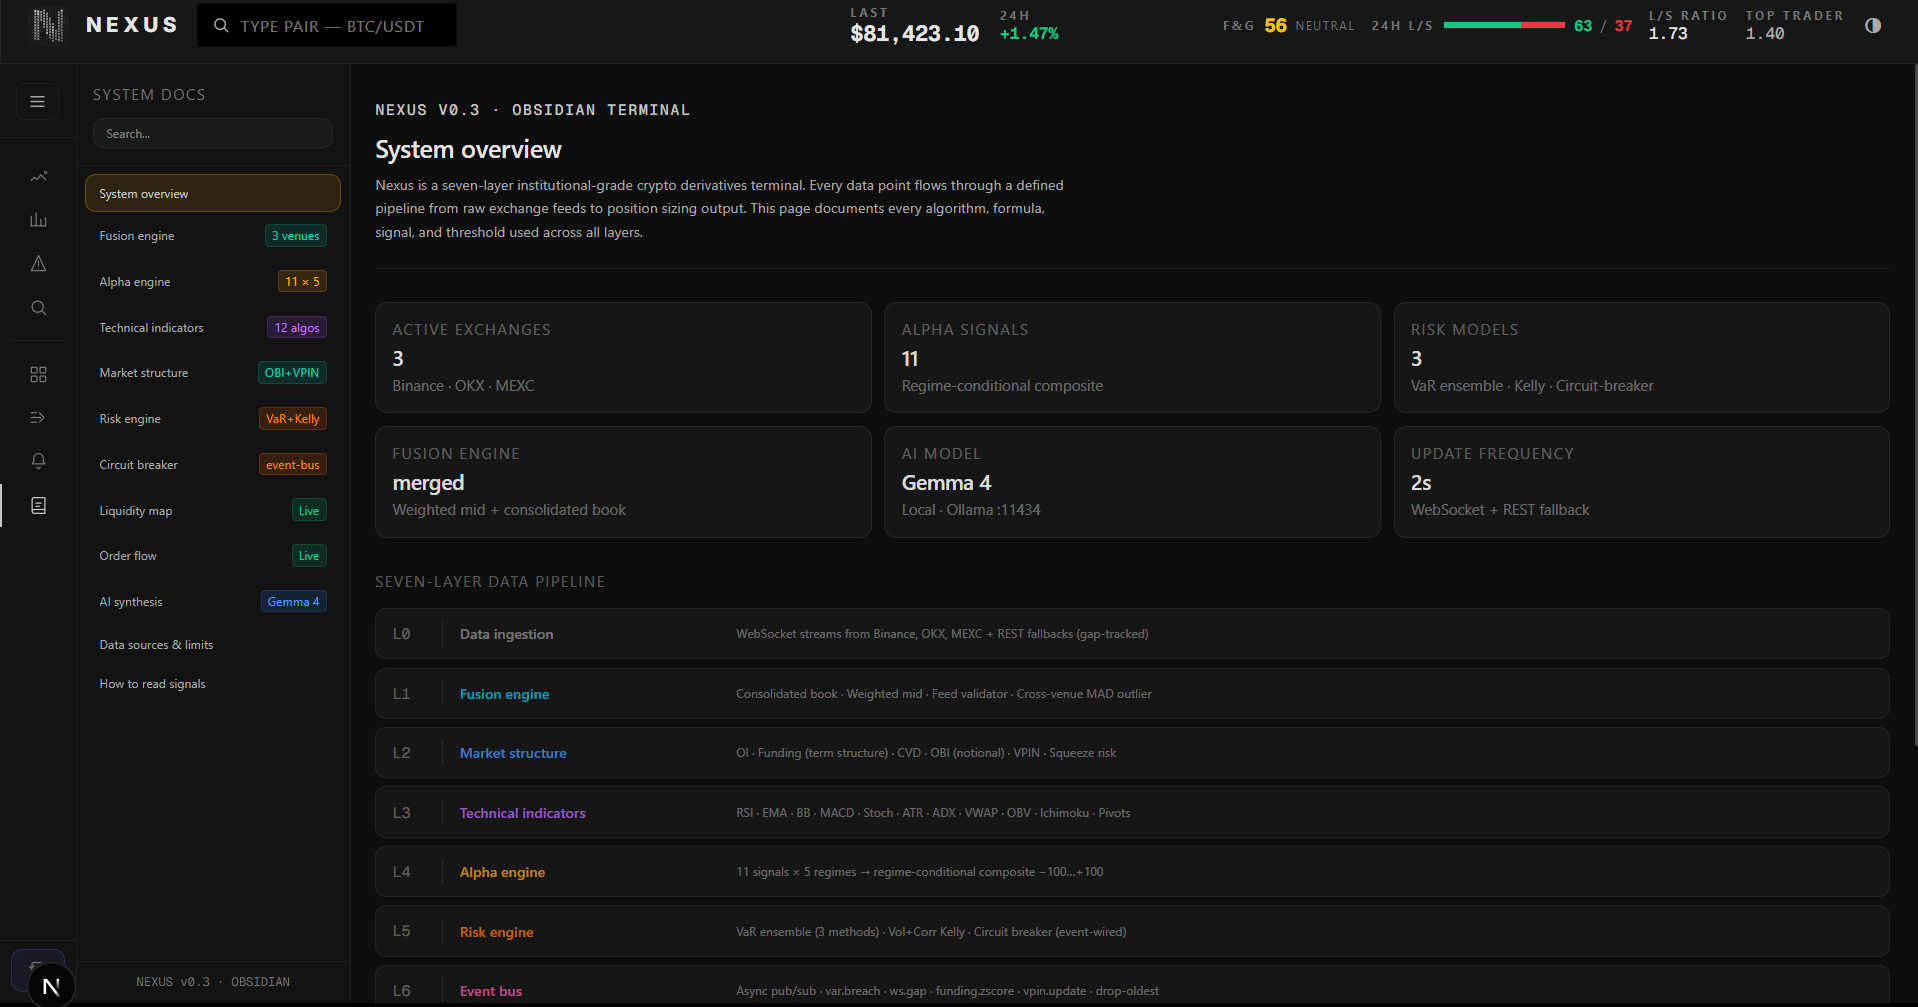 NEXUS
TYPE PAIR — BTC/USDT
LAST
$81,423.10
24H
+1.47%
F&G 56 NEUTRAL
24H L/S 63 / 37
L/S RATIO
1.73
TOP TRADER
1.40
SYSTEM DOCS
Search...
System overview
Fusion engine 3 venues
Alpha engine 11 × 5
Technical indicators 12 algos
Market structure OBI+VPIN
Risk engine VaR+Kelly
Circuit breaker event-bus
Liquidity map Live
Order flow Live
AI synthesis Gemma 4
Data sources & limits
How to read signals
NEXUS v0.3 · OBSIDIAN
N
NEXUS V0.3 · OBSIDIAN TERMINAL
System overview
Nexus is a seven-layer institutional-grade crypto derivatives terminal. Every data point flows through a defined
pipeline from raw exchange feeds to position sizing output. This page documents every algorithm, formula,
signal, and threshold used across all layers.
ACTIVE EXCHANGES
3
Binance · OKX · MEXC
ALPHA SIGNALS
11
Regime-conditional composite
RISK MODELS
3
VaR ensemble · Kelly · Circuit-breaker
FUSION ENGINE
merged
Weighted mid + consolidated book
AI MODEL
Gemma 4
Local · Ollama :11434
UPDATE FREQUENCY
2s
WebSocket + REST fallback
SEVEN-LAYER DATA PIPELINE
L0 Data ingestion WebSocket streams from Binance, OKX, MEXC + REST fallbacks (gap-tracked)
L1 Fusion engine Consolidated book · Weighted mid · Feed validator · Cross-venue MAD outlier
L2 Market structure OI · Funding (term structure) · CVD · OBI (notional) · VPIN · Squeeze risk
L3 Technical indicators RSI · EMA · BB · MACD · Stoch · ATR · ADX · VWAP · OBV · Ichimoku · Pivots
L4 Alpha engine 11 signals × 5 regimes → regime-conditional composite −100...+100
L5 Risk engine VaR ensemble (3 methods) · Vol+Corr Kelly · Circuit breaker (event-wired)
L6 Event bus Async pub/sub · var.breach · ws.gap · funding.zscore · vpin.update · drop-oldest